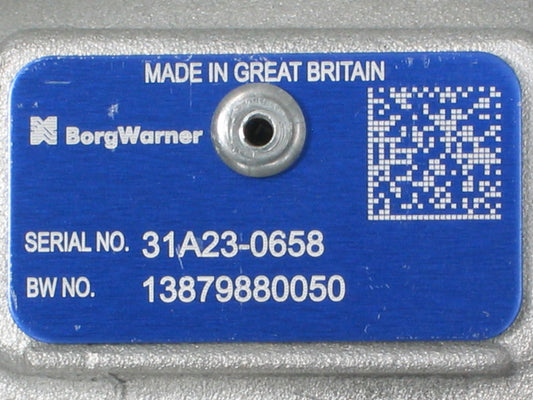 MADE IN GREAT BRITAIN
BorgWarner
SERIAL NO. 31A23-0658
BW NO. 13879880050